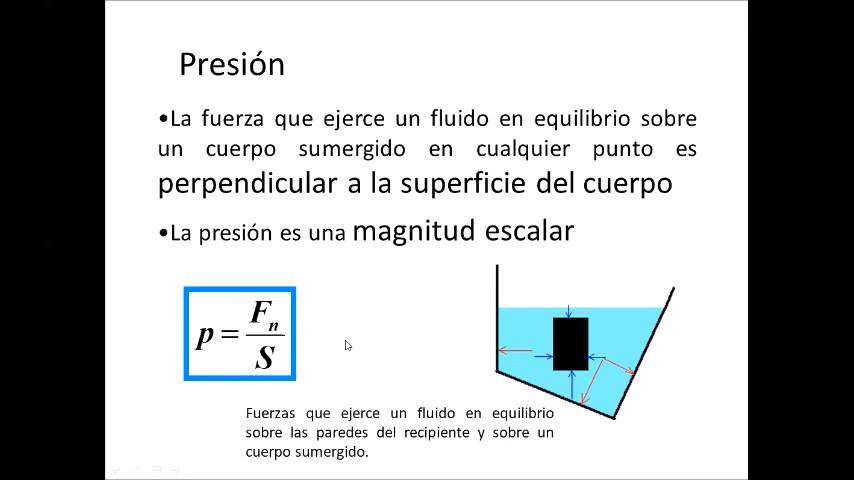 Presión
•La fuerza que ejerce un fluido en equilibrio sobre
un cuerpo sumergido en cualquier punto es
perpendicular a la superficie del cuerpo
•La presión es una magnitud escalar
p = Fn / S
Fuerzas que ejerce un fluido en equilibrio
sobre las paredes del recipiente y sobre un
cuerpo sumergido.